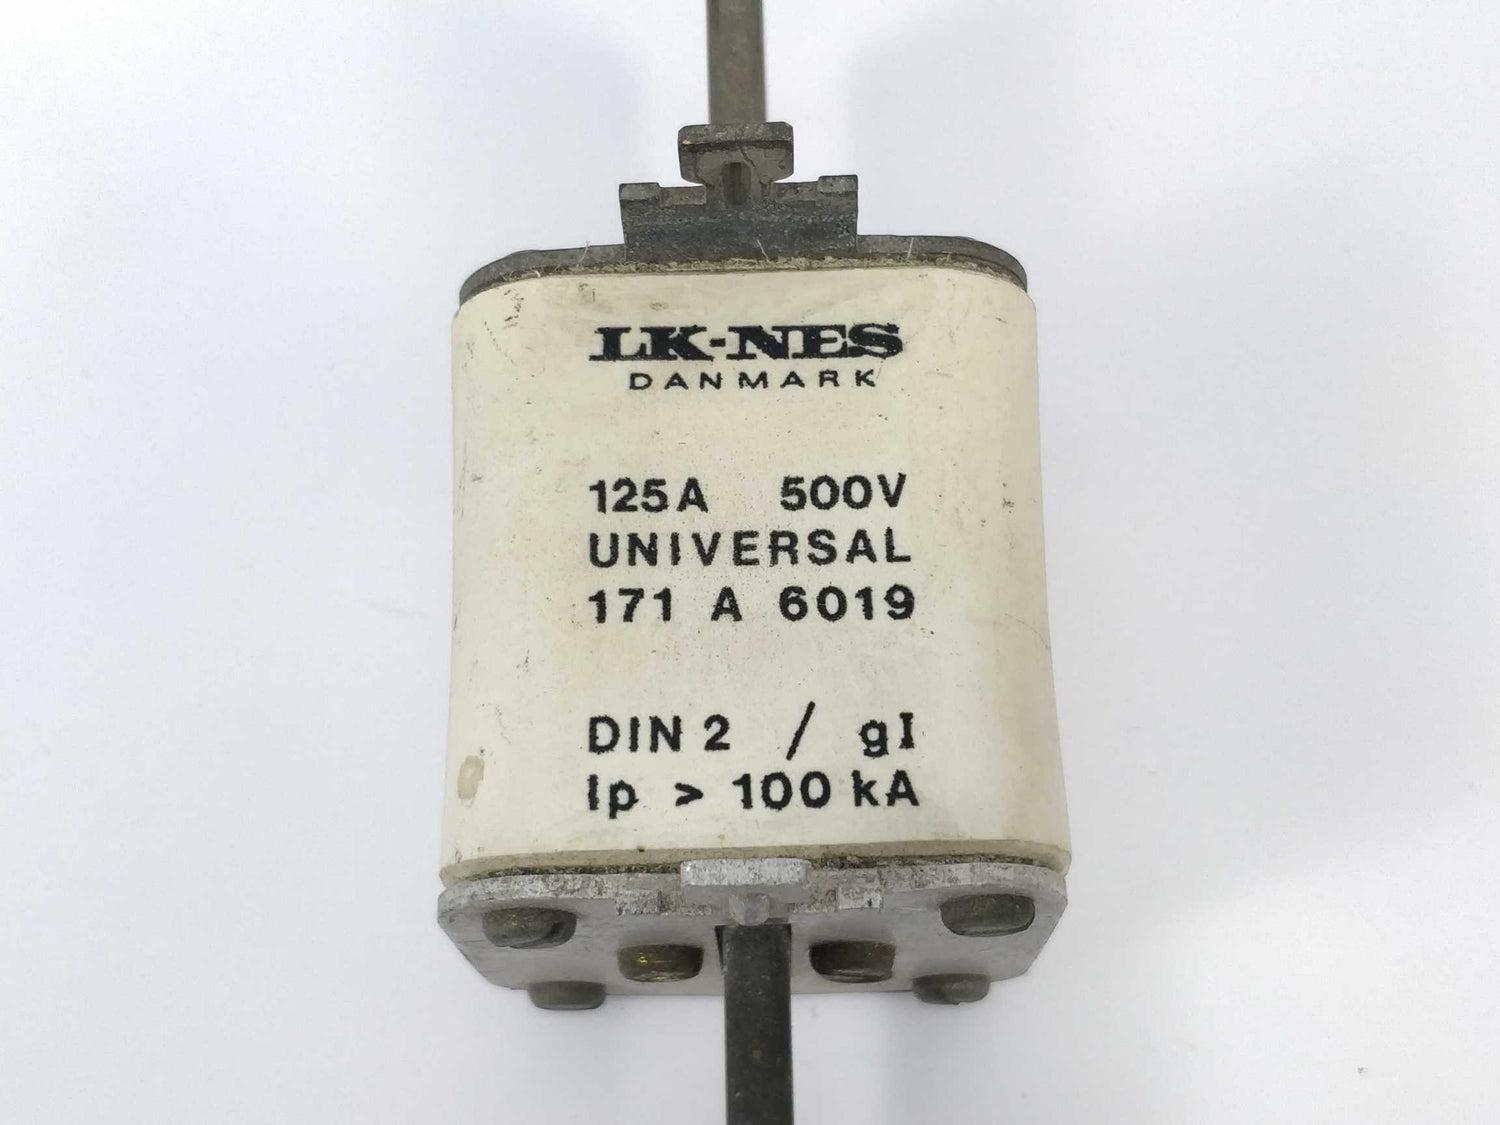 LK-NES
DANMARK
125A 500V
UNIVERSAL
171 A 6019
DIN 2 / gI
Ip > 100 kA